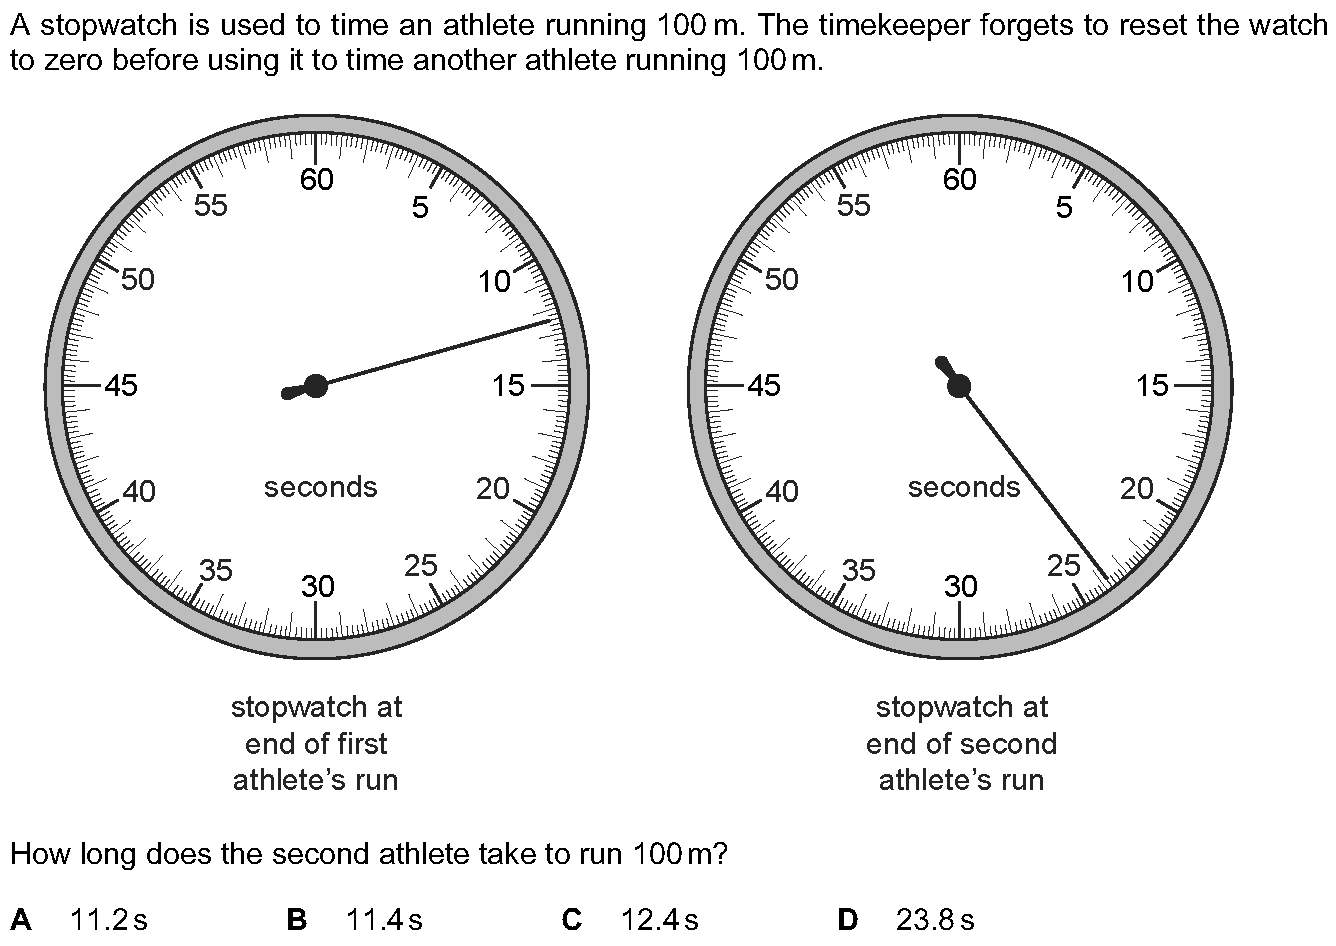 A stopwatch is used to time an athlete running 100 m. The timekeeper forgets to reset the watch
to zero before using it to time another athlete running 100 m.
60
55
5
50
10
45
15
seconds
40
20
35
25
30
60
55
5
50
10
45
15
seconds
40
20
35
25
30
stopwatch at
end of first
athlete’s run
stopwatch at
end of second
athlete’s run
How long does the second athlete take to run 100 m?
A 11.2 s B 11.4 s C 12.4 s D 23.8 s